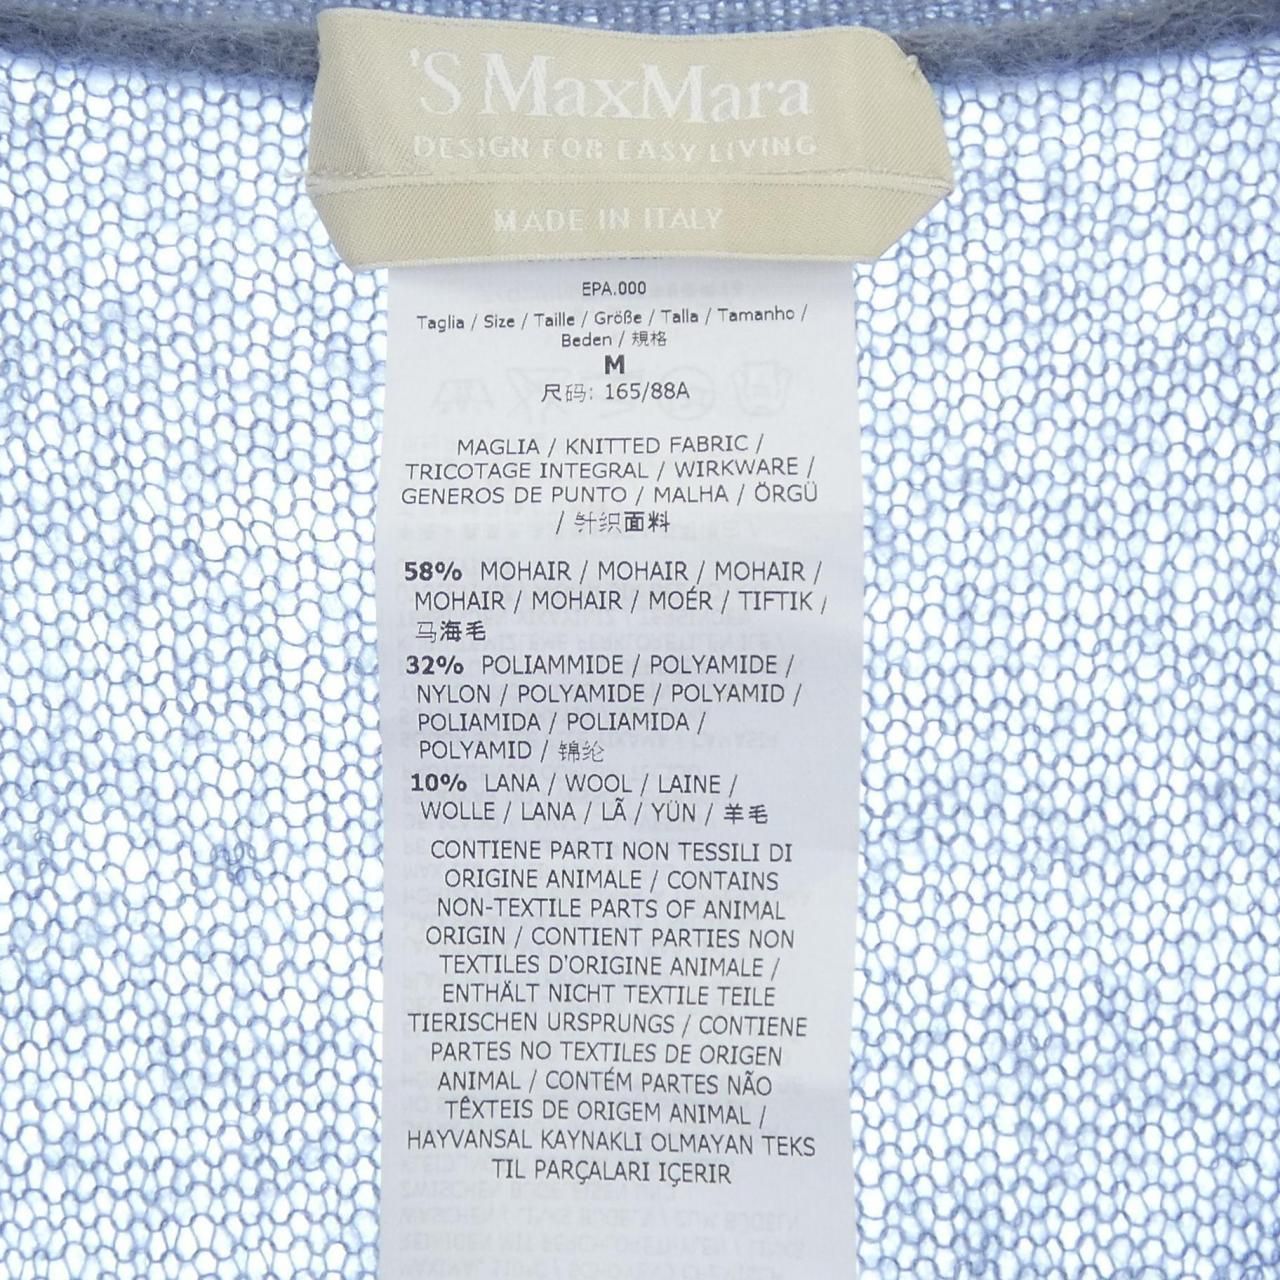 'S MaxMara
DESIGN FOR EASY LIVING
MADE IN ITALY
EPA.000
Taglia / Size / Taille / Größe / Talla / Tamanho /
Beden / 規格
M
尺码: 165/88A
MAGLIA / KNITTED FABRIC /
TRICOTAGE INTEGRAL / WIRKWARE /
GENEROS DE PUNTO / MALHA / ÖRGÜ
/ 针织面料
58% MOHAIR / MOHAIR / MOHAIR /
MOHAIR / MOHAIR / MOÉR / TIFTIK /
马海毛
32% POLIAMMIDE / POLYAMIDE /
NYLON / POLYAMIDE / POLYAMID /
POLIAMIDA / POLIAMIDA /
POLYAMID / 锦纶
10% LANA / WOOL / LAINE /
WOLLE / LANA / LÃ / YÜN / 羊毛
CONTIENE PARTI NON TESSILI DI
ORIGINE ANIMALE / CONTAINS
NON-TEXTILE PARTS OF ANIMAL
ORIGIN / CONTIENT PARTIES NON
TEXTILES D'ORIGINE ANIMALE /
ENTHÄLT NICHT TEXTILE TEILE
TIERISCHEN URSPRUNGS / CONTIENE
PARTES NO TEXTILES DE ORIGEN
ANIMAL / CONTÉM PARTES NÃO
TÊXTEIS DE ORIGEM ANIMAL /
HAYVANSAL KAYNAKLI OLMAYAN TEKS
TIL PARÇALARI IÇERIR